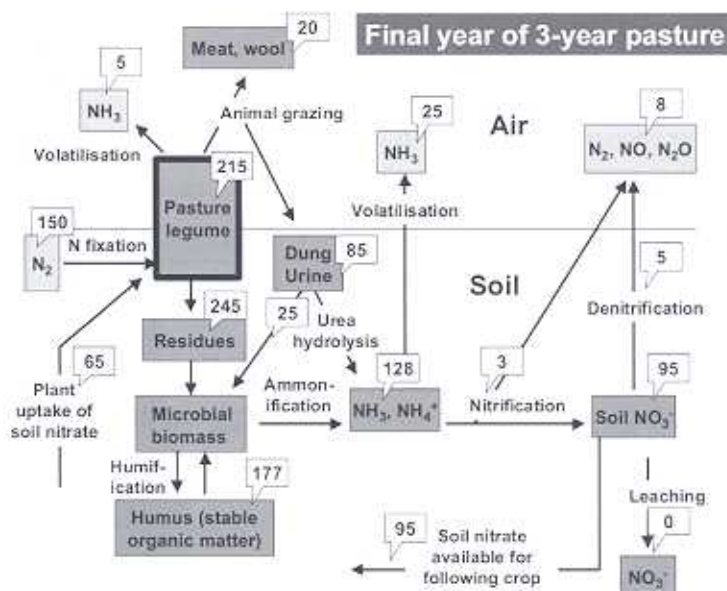 Final year of 3-year pasture
20
Meat, wool
5
NH₃
Volatilisation
Animal grazing
25
NH₃
Volatilisation
Air
8
N₂, NO, N₂O
215
Pasture
legume
150
N₂
N fixation
Dung
Urine
85
Soil
5
Denitrification
245
Residues
25
Urea
hydrolysis
65
Plant
uptake of
soil nitrate
Microbial
biomass
Ammon-
ification
128
NH₃, NH₄⁺
3
Nitrification
95
Soil NO₃⁻
Humif-
ication
177
Humus (stable
organic matter)
95
Soil nitrate
available for
following crop
Leaching
0
NO₃⁻